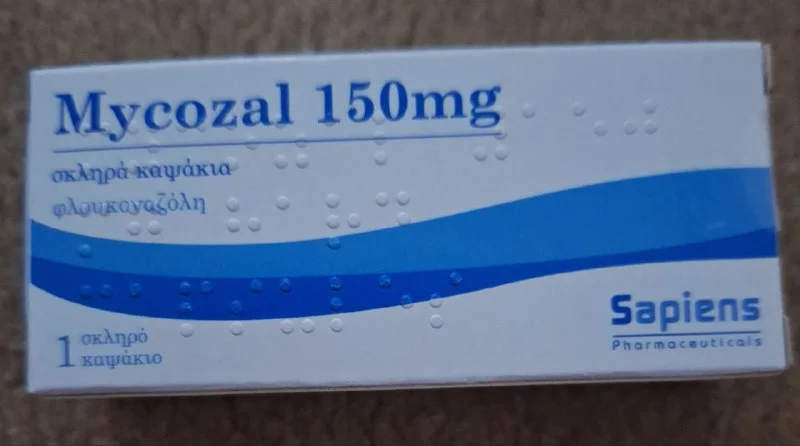 Mycozal 150mg
σκληρά καψάκια
φλουκοναζόλη
1 σκληρό
καψάκιο
Sapiens
Pharmaceuticals